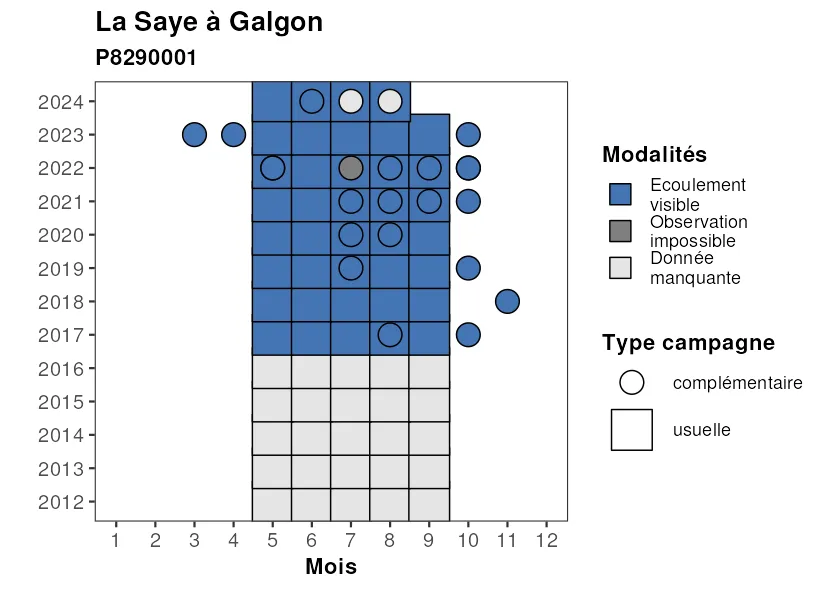 La Saye à Galgon
P8290001
2024
2023
2022
2021
2020
2019
2018
2017
2016
2015
2014
2013
2012
1 2 3 4 5 6 7 8 9 10 11 12
Mois
Modalités
Ecoulement
visible
Observation
impossible
Donnée
manquante
Type campagne
complémentaire
usuelle